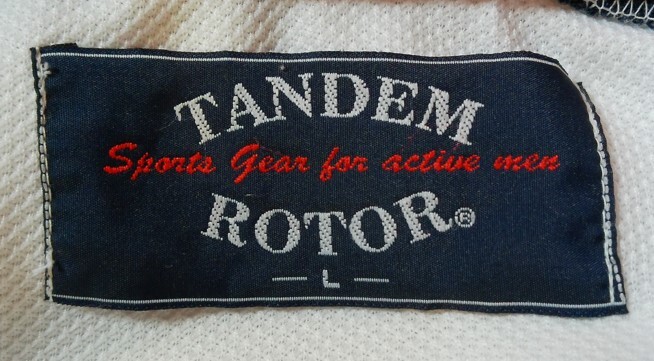 TANDEM
Sports Gear for active men
ROTOR®
— L —